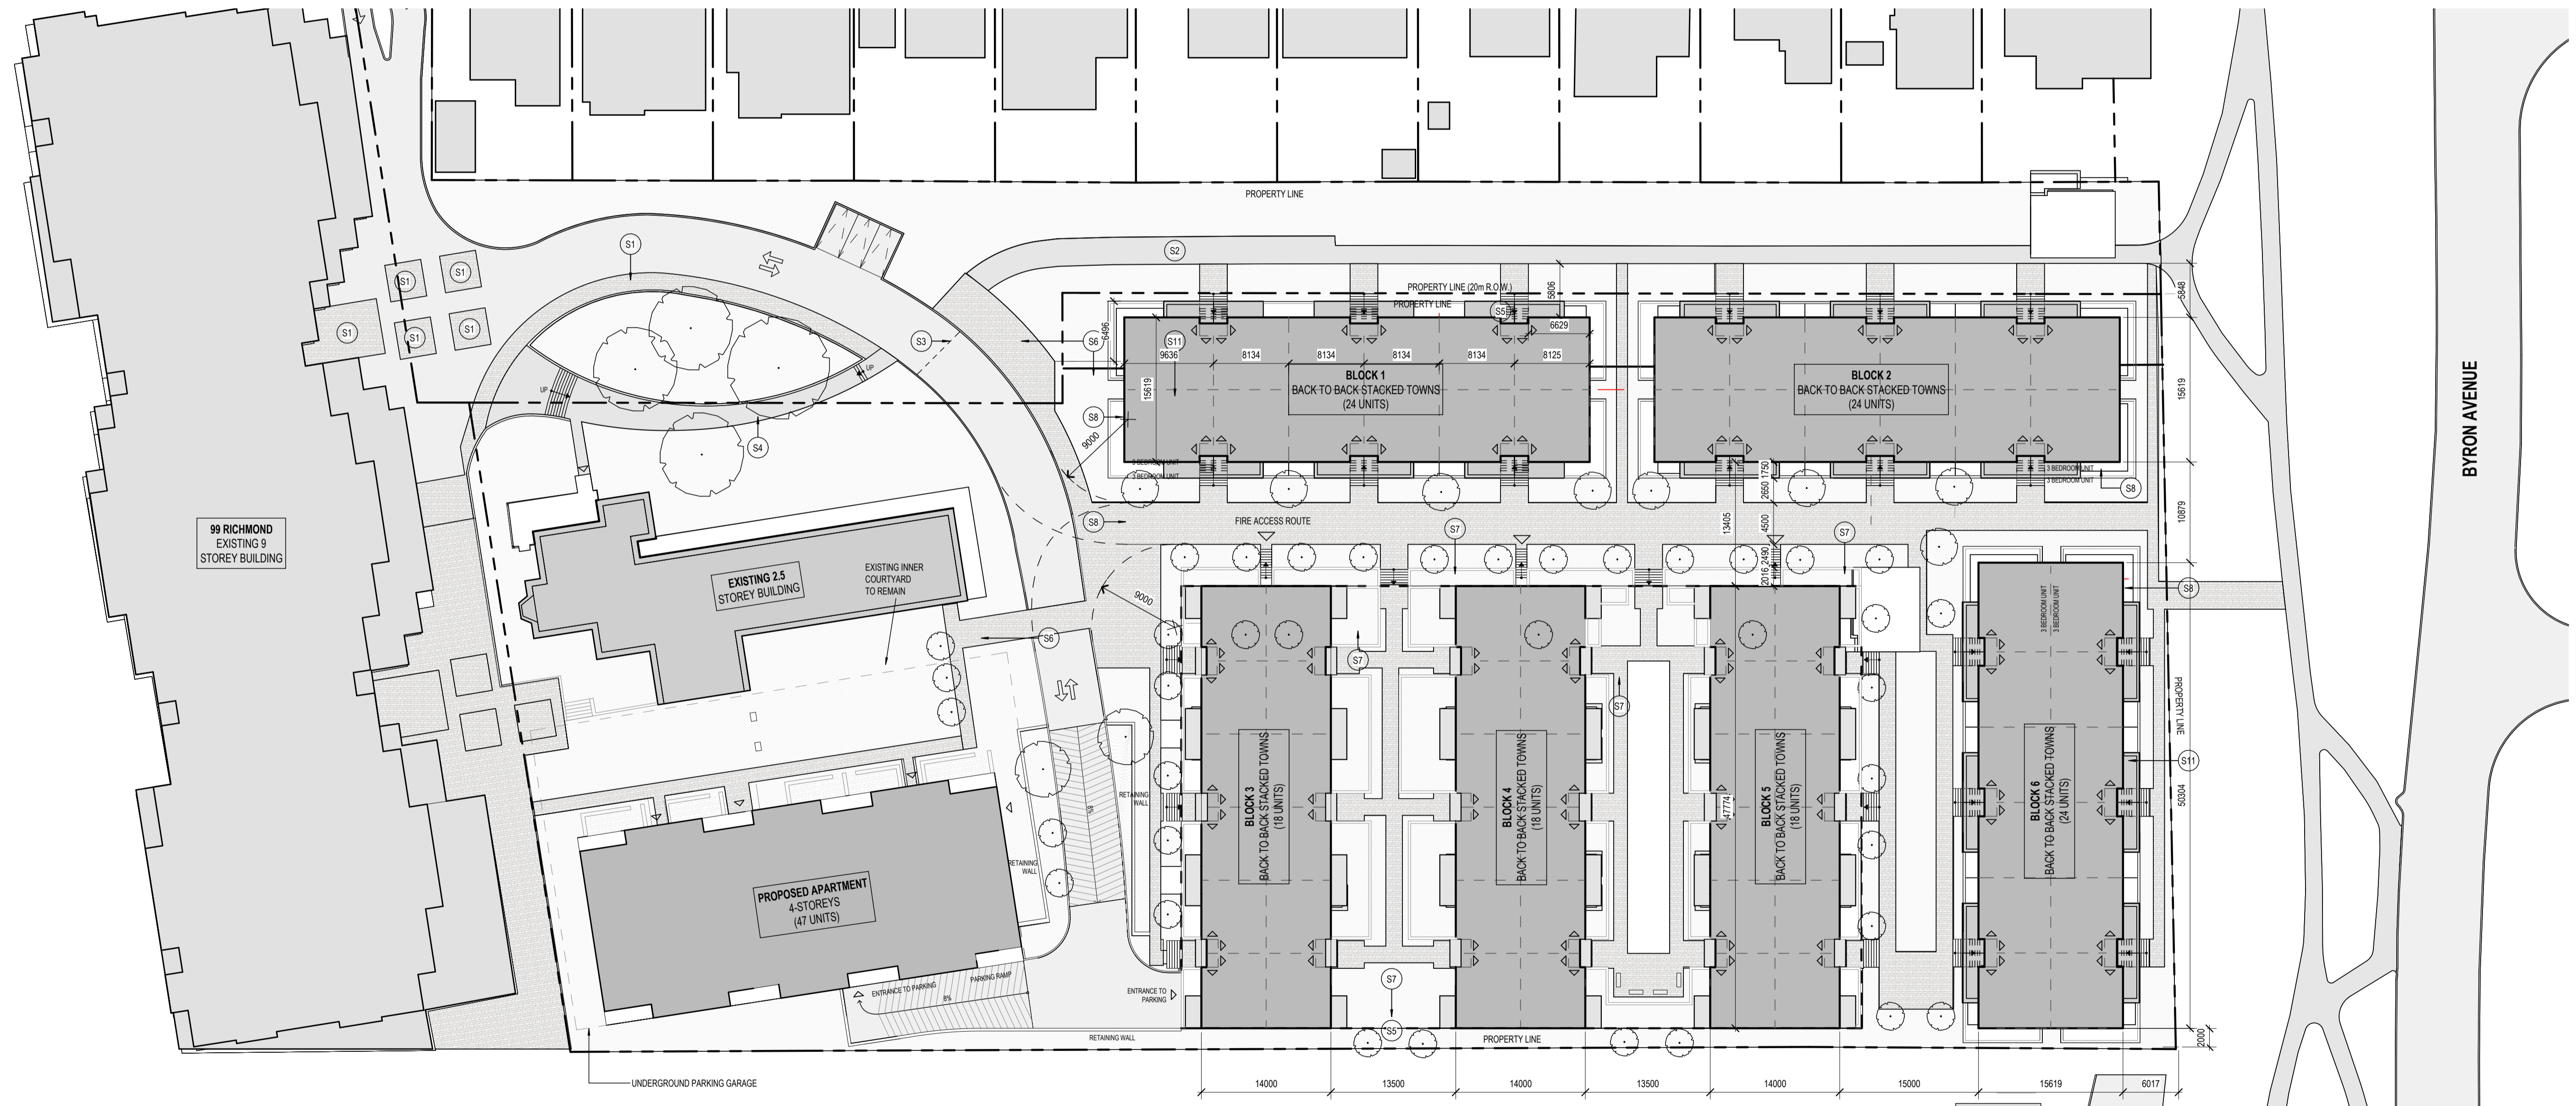 PROPERTY LINE
S1
S2
PROPERTY LINE (20m R.O.W.)
PROPERTY LINE
5806
5848
S1
S1
S1
S1
S1
S1
S5
6629
6496
S3
S6
S11
9636
8134
8134
8134
8134
8125
UP
UP
BLOCK 1
BACK TO BACK STACKED TOWNS
(24 UNITS)
15619
BLOCK 2
BACK TO BACK STACKED TOWNS
(24 UNITS)
15619
BYRON AVENUE
S8
9000
S4
3 BEDROOM UNIT
3 BEDROOM UNIT
3 BEDROOM UNIT
3 BEDROOM UNIT
S8
1750
2650
13405
4500
2490
2016
10879
99 RICHMOND
EXISTING 9
STOREY BUILDING
S8
FIRE ACCESS ROUTE
S7
S7
EXISTING 2.5
STOREY BUILDING
EXISTING INNER
COURTYARD
TO REMAIN
9000
S6
S7
S7
3 BEDROOM UNIT
3 BEDROOM UNIT
S8
PROPERTY LINE
S11
50304
BLOCK 3
BACK TO BACK STACKED TOWNS
(18 UNITS)
BLOCK 4
BACK TO BACK STACKED TOWNS
(18 UNITS)
47774
BLOCK 5
BACK TO BACK STACKED TOWNS
(18 UNITS)
BLOCK 6
BACK TO BACK STACKED TOWNS
(24 UNITS)
8%
RETAINING
WALL
RETAINING
WALL
PROPOSED APARTMENT
4-STOREYS
(47 UNITS)
ENTRANCE TO PARKING
PARKING RAMP
8%
ENTRANCE TO
PARKING
S7
S5
RETAINING WALL
PROPERTY LINE
2000
UNDERGROUND PARKING GARAGE
14000
13500
14000
13500
14000
15000
15619
6017